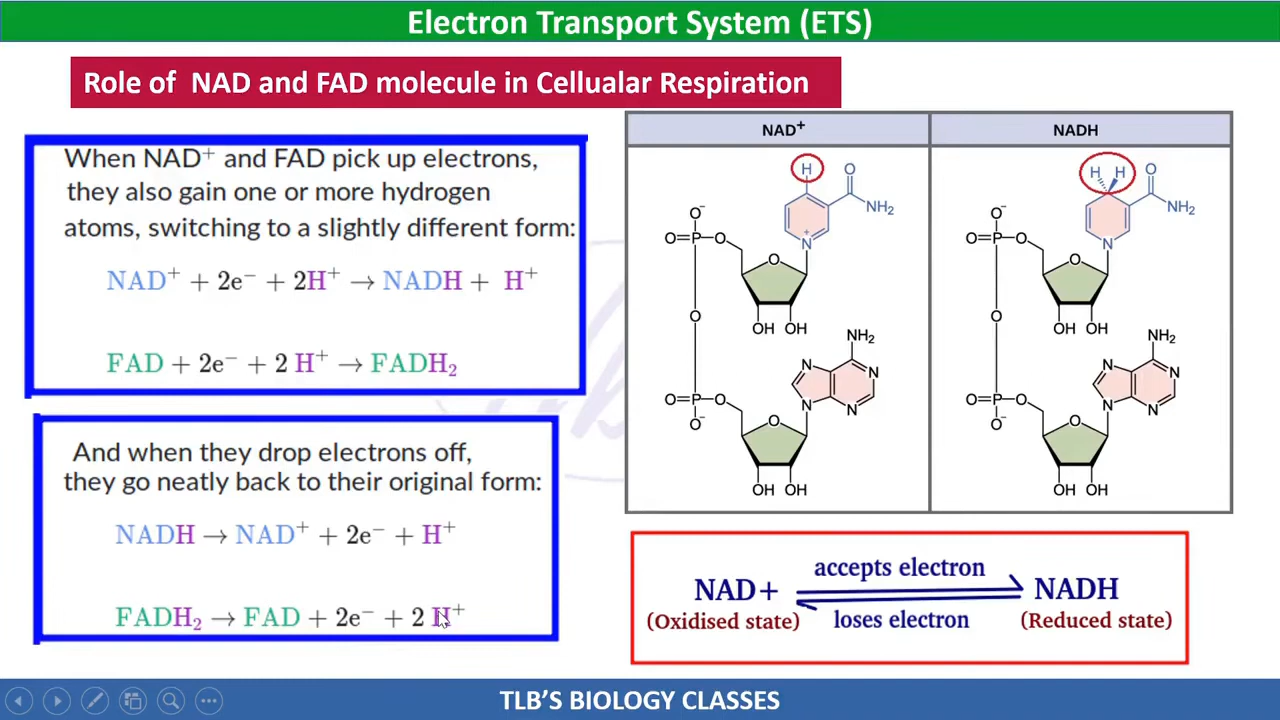 Electron Transport System (ETS)
Role of NAD and FAD molecule in Cellualar Respiration
When NAD⁺ and FAD pick up electrons,
they also gain one or more hydrogen
atoms, switching to a slightly different form:
NAD⁺ + 2e⁻ + 2H⁺ → NADH + H⁺
FAD + 2e⁻ + 2 H⁺ → FADH₂
And when they drop electrons off,
they go neatly back to their original form:
NADH → NAD⁺ + 2e⁻ + H⁺
FADH₂ → FAD + 2e⁻ + 2 H⁺
NAD⁺
H
O
NH₂
+
N
O⁻
O=P–O
O⁻
O
OH OH
O
NH₂
N
N
N
N
O⁻
O=P–O
O⁻
O
OH OH
NADH
H H
O
NH₂
N
O⁻
O=P–O
O⁻
O
OH OH
O
NH₂
N
N
N
N
O=P–O
O⁻
O
OH OH
accepts electron
NAD+ NADH
(Oxidised state) loses electron (Reduced state)
TLB'S BIOLOGY CLASSES